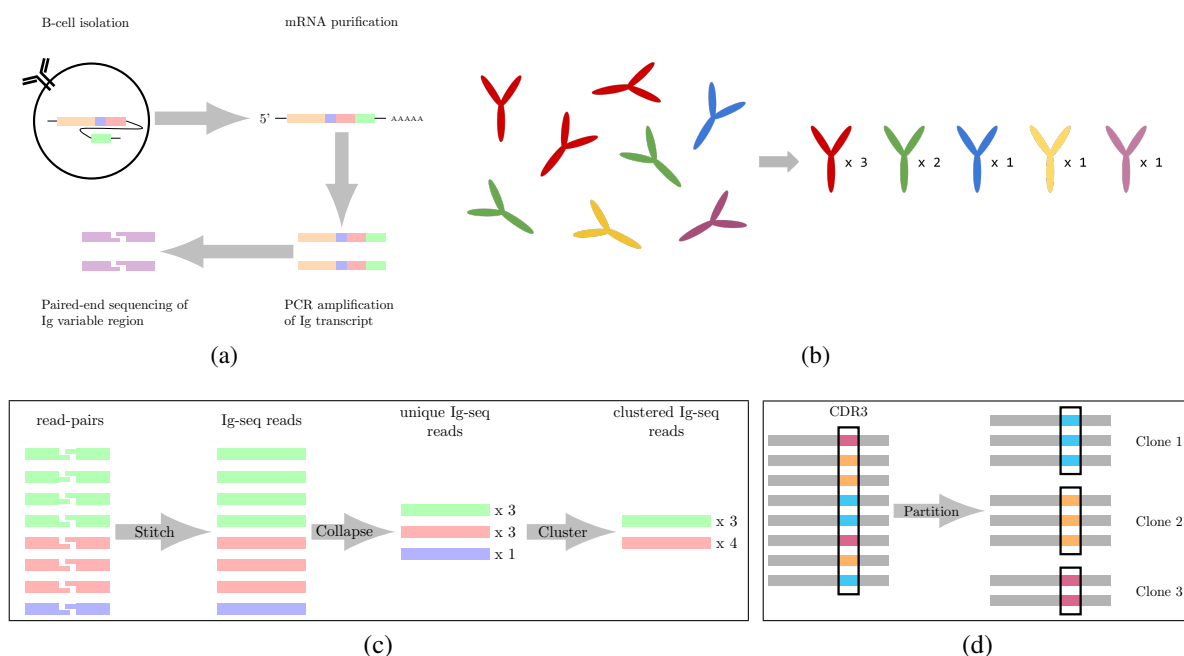 B-cell isolation
mRNA purification
5’
AAAAA
Paired-end sequencing of
Ig variable region
PCR amplification
of Ig transcript
(a)
x 3
x 2
x 1
x 1
x 1
(b)
read-pairs
Ig-seq reads
unique Ig-seq
reads
clustered Ig-seq
reads
Stitch
Collapse
x 3
x 3
x 1
Cluster
x 3
x 4
(c)
CDR3
Partition
Clone 1
Clone 2
Clone 3
(d)